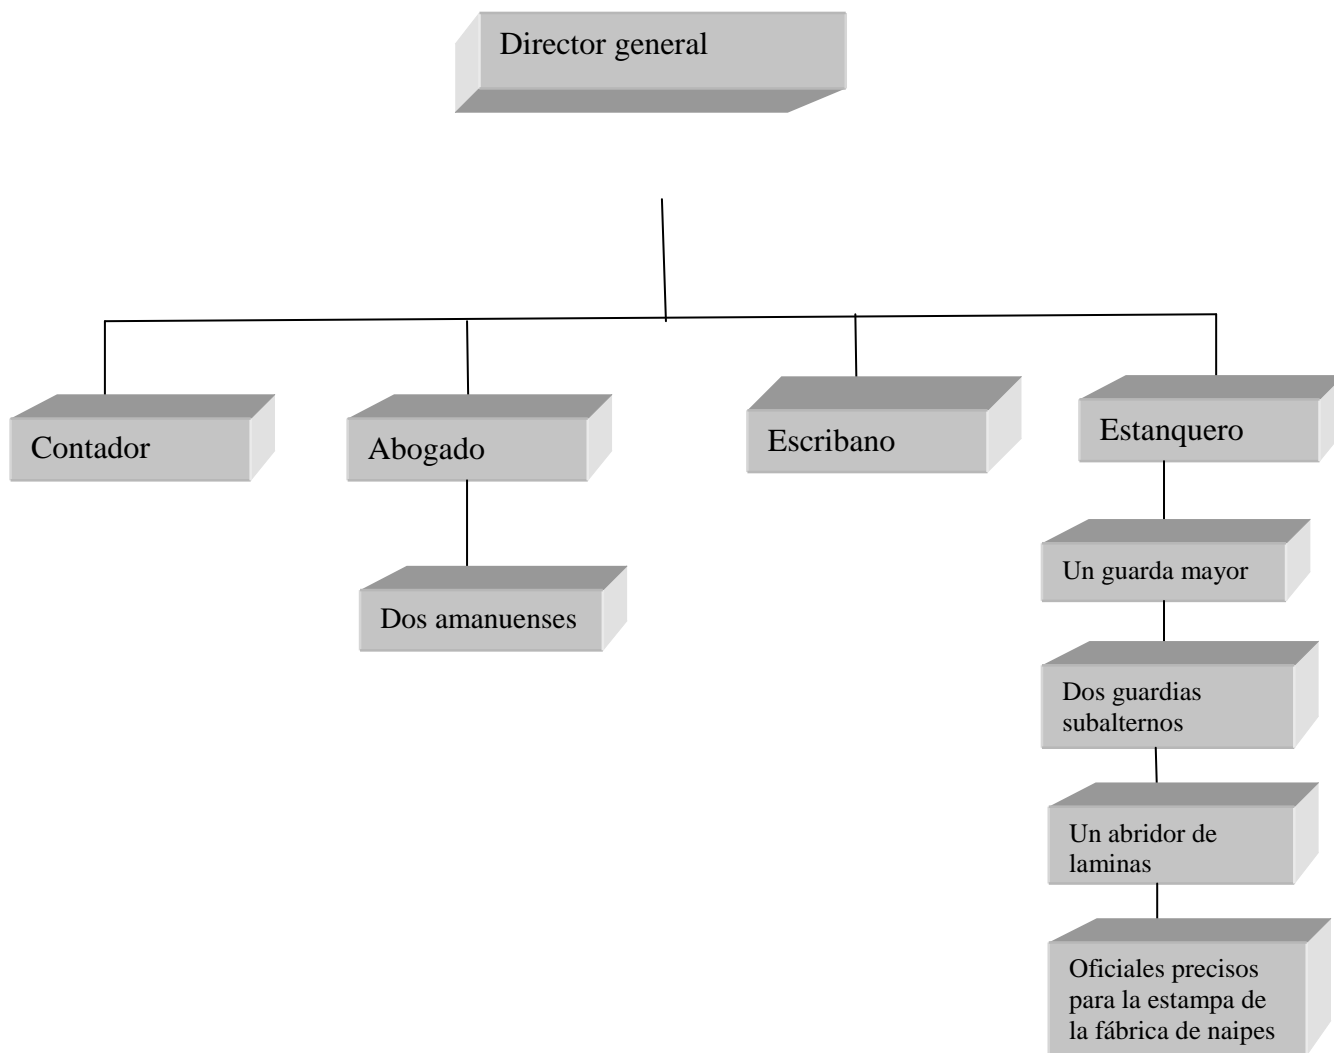 Director general
Contador
Abogado
Escribano
Estanquero
Dos amanuenses
Un guarda mayor
Dos guardias
subalternos
Un abridor de
laminas
Oficiales precisos
para la estampa de
la fábrica de naipes